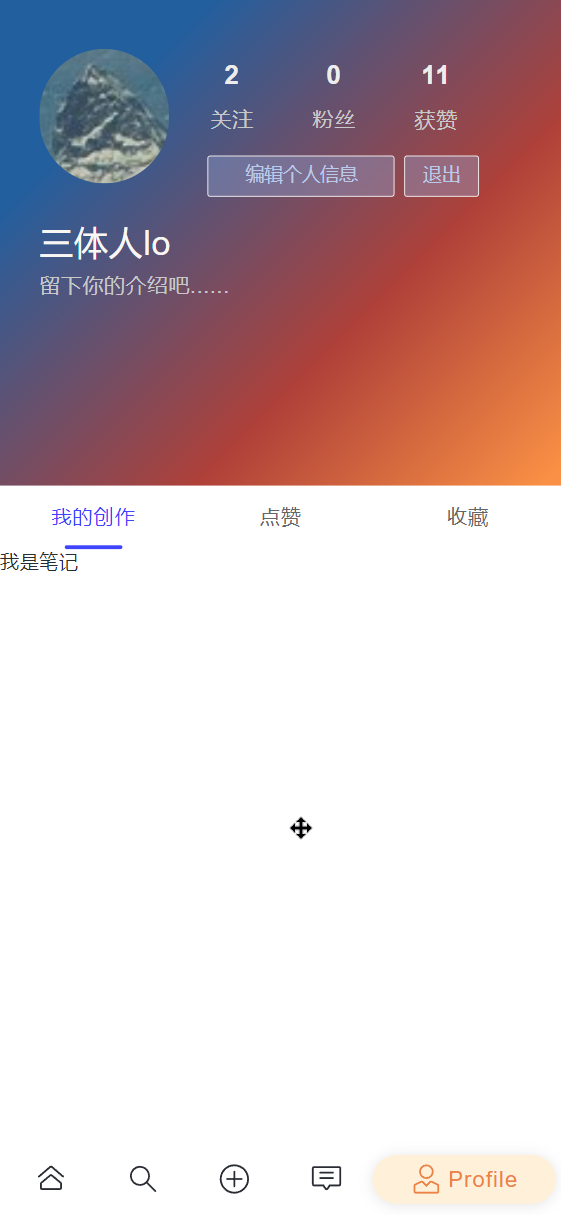 2 0 11
关注 粉丝 获赞
编辑个人信息 退出
三体人lo
留下你的介绍吧......
我的创作 点赞 收藏
我是笔记
Profile